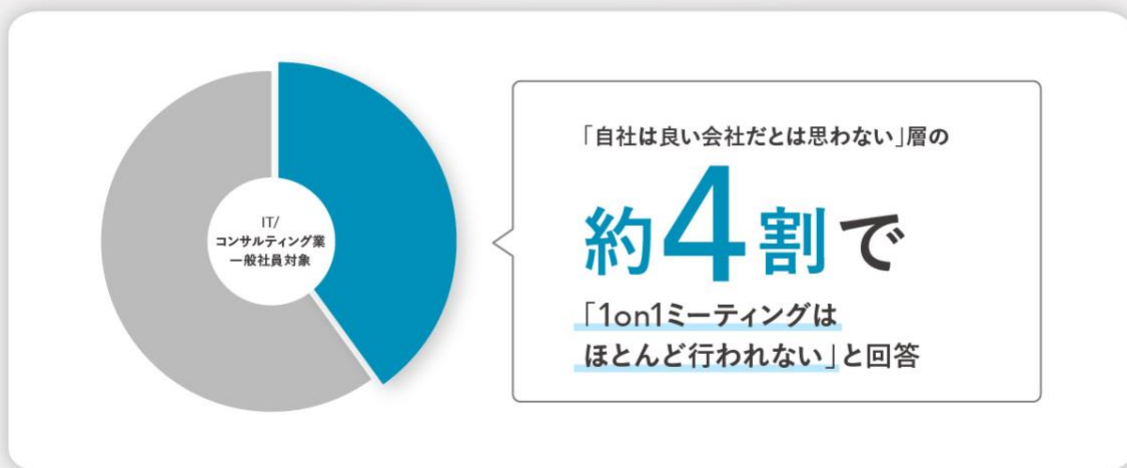 IT/
コンサルティング業
一般社員対象
「自社は良い会社だとは思わない」層の
約4割で
「1on1ミーティングは
ほとんど行われない」と回答